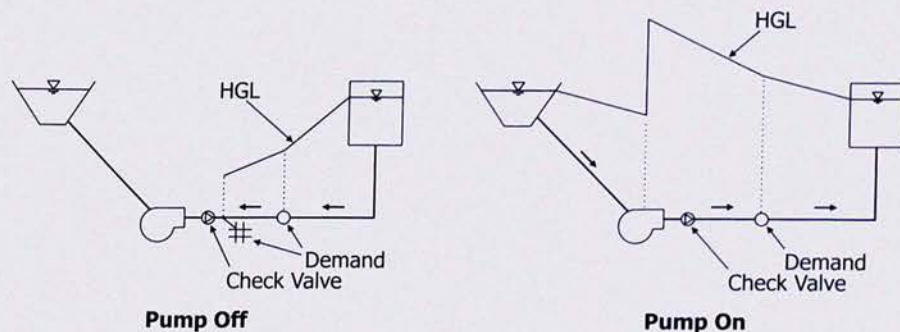 HGL
Demand
Check Valve
Pump Off
HGL
Demand
Check Valve
Pump On